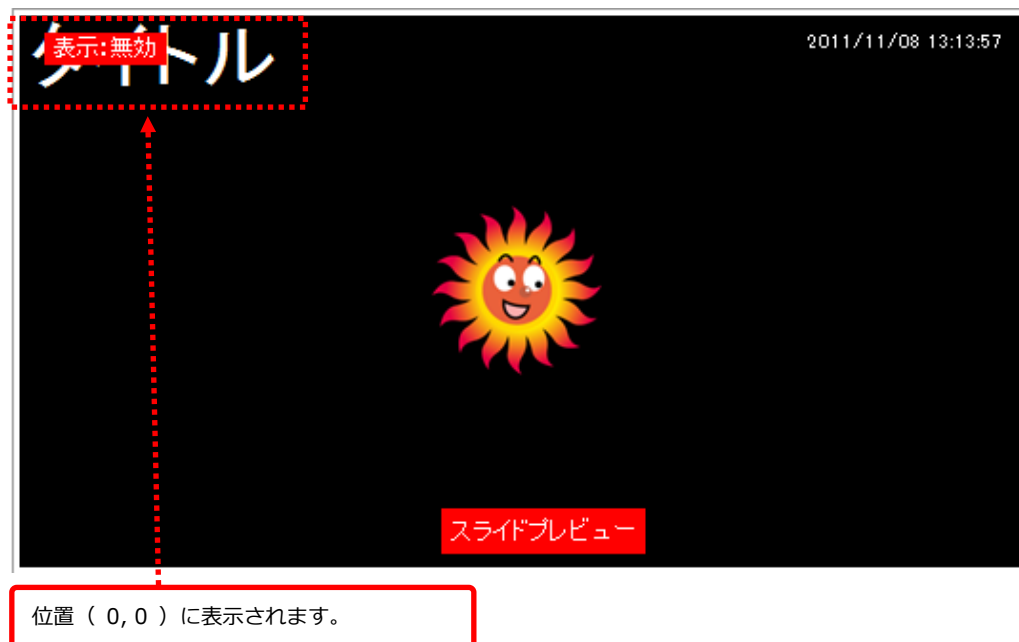 タイトル
表示:無効
2011/11/08 13:13:57
スライドプレビュー
位置（ 0, 0 ）に表示されます。